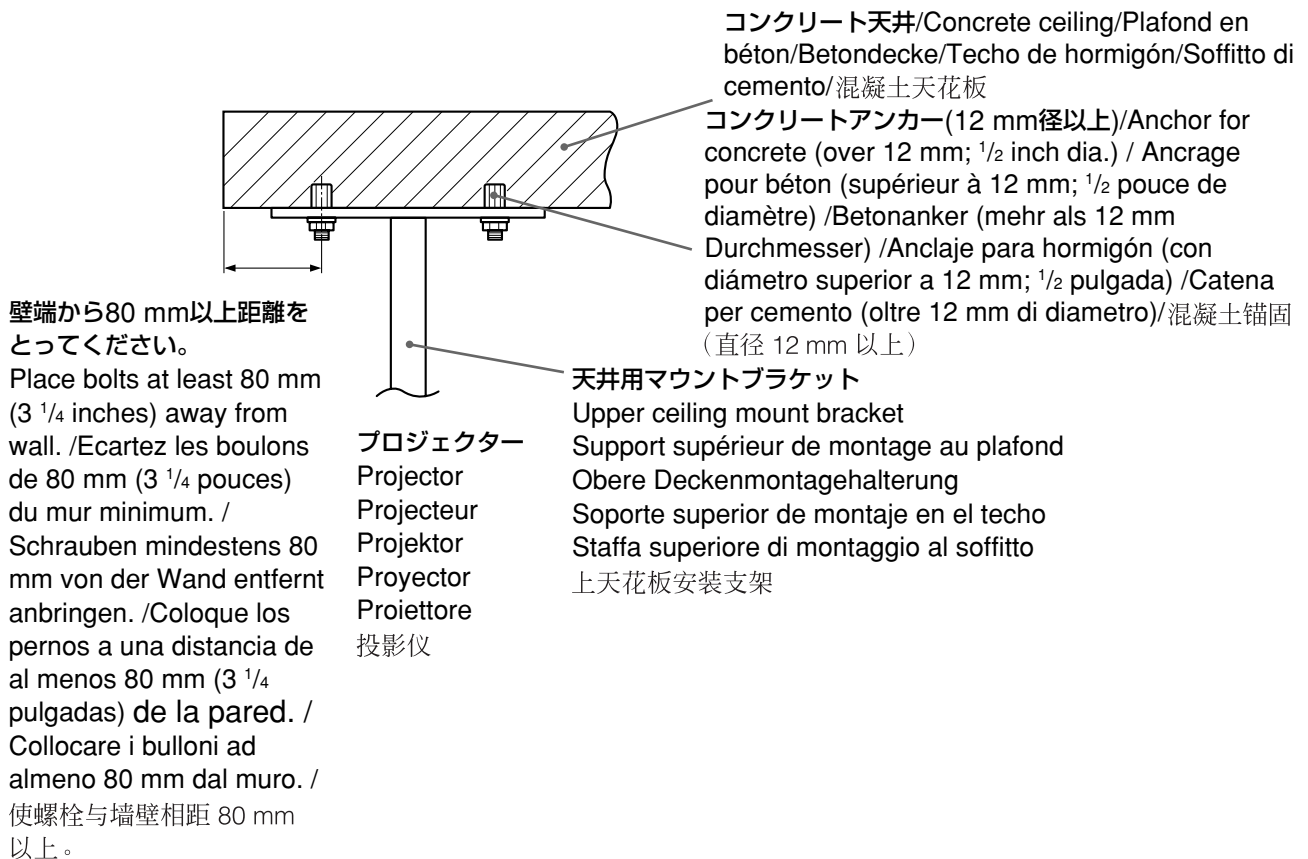 コンクリート天井/Concrete ceiling/Plafond en
béton/Betondecke/Techo de hormigón/Soffitto di
cemento/混凝土天花板
コンクリートアンカー(12 mm径以上)/Anchor for
concrete (over 12 mm; 1/2 inch dia.) / Ancrage
pour béton (supérieur à 12 mm; 1/2 pouce de
diamètre) /Betonanker (mehr als 12 mm
Durchmesser) /Anclaje para hormigón (con
diámetro superior a 12 mm; 1/2 pulgada) /Catena
per cemento (oltre 12 mm di diametro)/混凝土锚固
（直径 12 mm 以上）
壁端から80 mm以上距離を
とってください。
Place bolts at least 80 mm
(3 1/4 inches) away from
wall. /Ecartez les boulons
de 80 mm (3 1/4 pouces)
du mur minimum. /
Schrauben mindestens 80
mm von der Wand entfernt
anbringen. /Coloque los
pernos a una distancia de
al menos 80 mm (3 1/4
pulgadas) de la pared. /
Collocare i bulloni ad
almeno 80 mm dal muro. /
使螺栓与墙壁相距 80 mm
以上。
プロジェクター
Projector
Projecteur
Projektor
Proyector
Proiettore
投影仪
天井用マウントブラケット
Upper ceiling mount bracket
Support supérieur de montage au plafond
Obere Deckenmontagehalterung
Soporte superior de montaje en el techo
Staffa superiore di montaggio al soffitto
上天花板安装支架